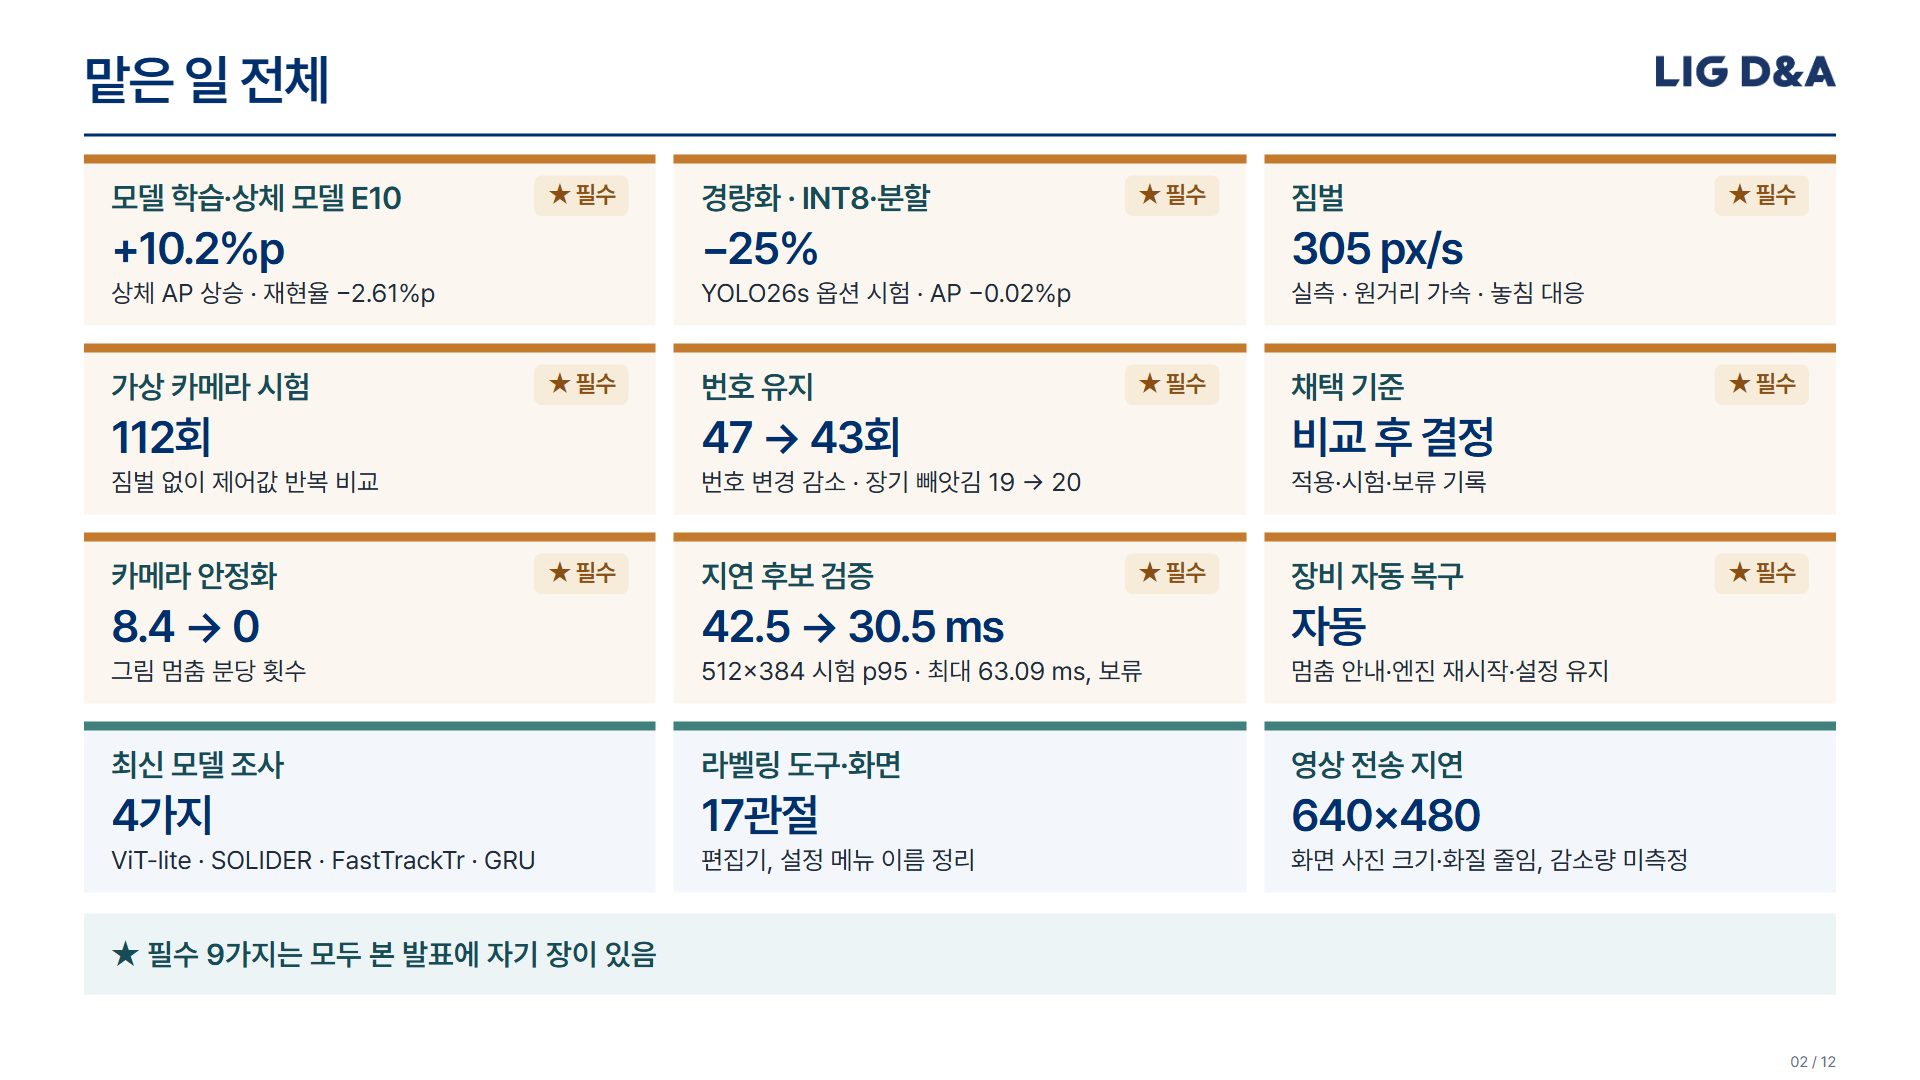 맡은 일 전체
LIG D&A
모델 학습·상체 모델 E10
★ 필수
+10.2%p
상체 AP 상승 · 재현율 −2.61%p
경량화 · INT8·분할
★ 필수
−25%
YOLO26s 옵션 시험 · AP −0.02%p
짐벌
★ 필수
305 px/s
실측 · 원거리 가속 · 놓침 대응
가상 카메라 시험
★ 필수
112회
짐벌 없이 제어값 반복 비교
번호 유지
★ 필수
47 → 43회
번호 변경 감소 · 장기 빼앗김 19 → 20
채택 기준
★ 필수
비교 후 결정
적용·시험·보류 기록
카메라 안정화
★ 필수
8.4 → 0
그림 멈춤 분당 횟수
지연 후보 검증
★ 필수
42.5 → 30.5 ms
512×384 시험 p95 · 최대 63.09 ms, 보류
장비 자동 복구
★ 필수
자동
멈춤 안내·엔진 재시작·설정 유지
최신 모델 조사
4가지
ViT-lite · SOLIDER · FastTrackTr · GRU
라벨링 도구·화면
17관절
편집기, 설정 메뉴 이름 정리
영상 전송 지연
640×480
화면 사진 크기·화질 줄임, 감소량 미측정
★ 필수 9가지는 모두 본 발표에 자기 장이 있음
02 / 12